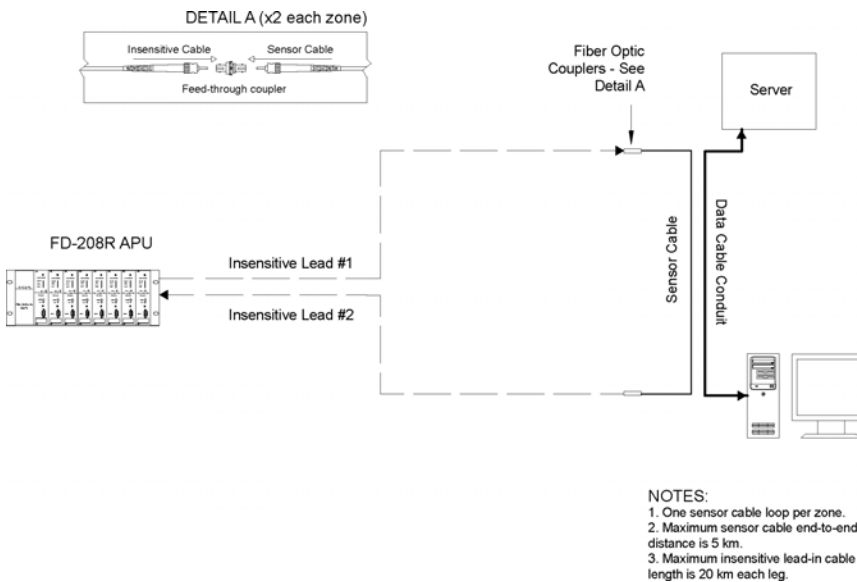 DETAIL A (x2 each zone)
Insensitive Cable
Sensor Cable
Feed-through coupler
Fiber Optic
Couplers - See
Detail A
Server
FD-208R APU
Insensitive Lead #1
Insensitive Lead #2
Sensor Cable
Data Cable Conduit
NOTES:
1. One sensor cable loop per zone.
2. Maximum sensor cable end-to-end
distance is 5 km.
3. Maximum insensitive lead-in cable
length is 20 km each leg.